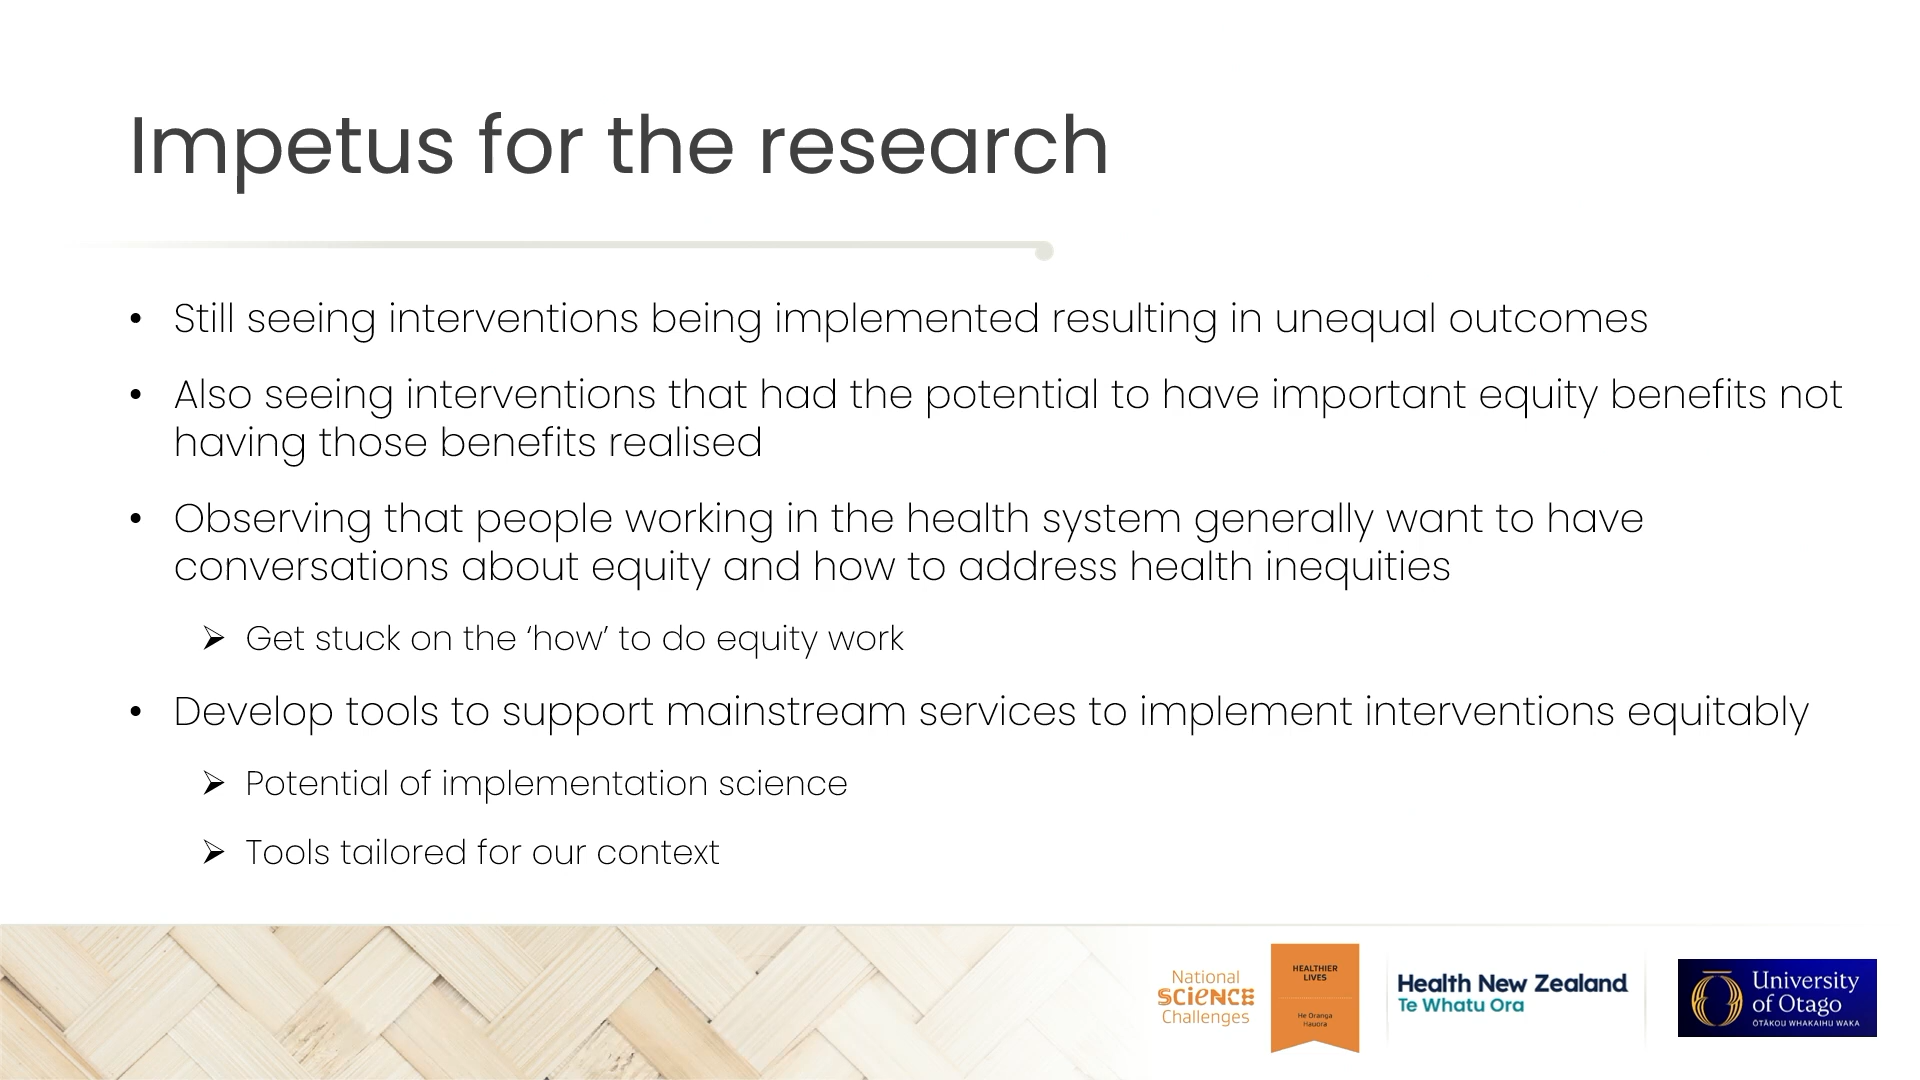 Impetus for the research
• Still seeing interventions being implemented resulting in unequal outcomes
• Also seeing interventions that had the potential to have important equity benefits not
having those benefits realised
• Observing that people working in the health system generally want to have
conversations about equity and how to address health inequities
➢ Get stuck on the ‘how’ to do equity work
• Develop tools to support mainstream services to implement interventions equitably
➢ Potential of implementation science
➢ Tools tailored for our context
National
SCIENCE
Challenges
HEALTHIER
LIVES
He Oranga
Hauora
Health New Zealand
Te Whatu Ora
University
of Otago
ŌTĀKOU WHAKAIHU WAKA